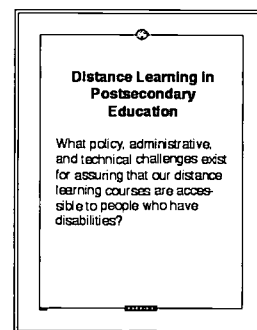 Distance Learning in
Postsecondary
Education
What policy, administrative,
and technical challenges exist
for assuring that our distance
learning courses are acces-
sible to people who have
disabilities?